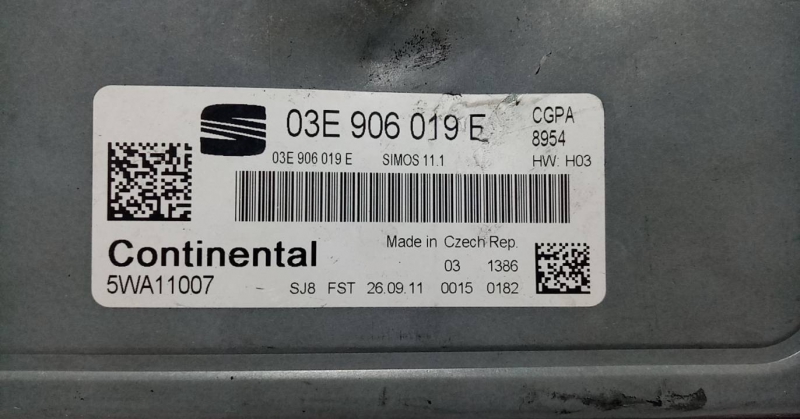 03E 906 019 E
CGPA
8954
03E 906 019 E SIMOS 11.1 HW: H03
Continental
Made in Czech Rep.
03 1386
5WA11007
SJ8 FST 26.09.11 0015 0182